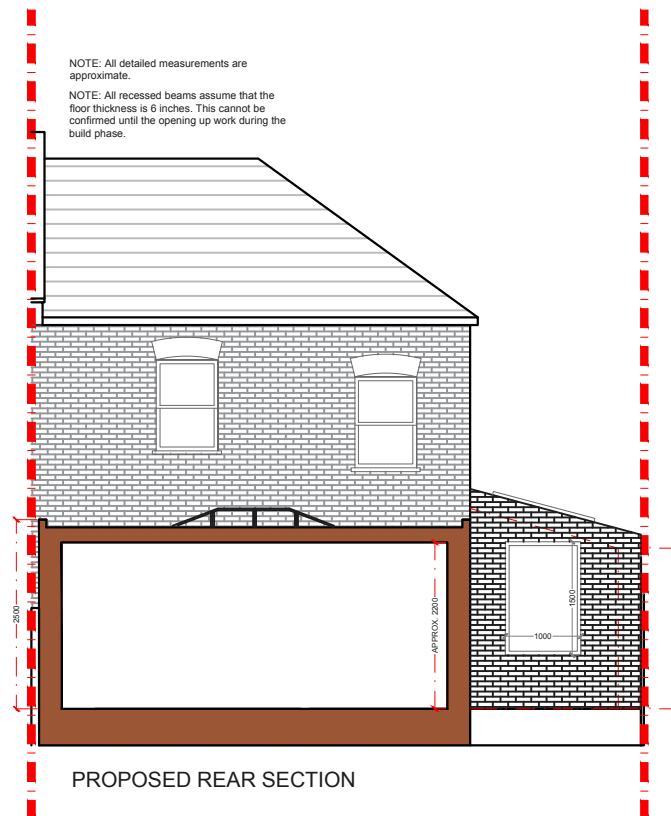 NOTE: All detailed measurements are
approximate.
NOTE: All recessed beams assume that the
floor thickness is 6 inches. This cannot be
confirmed until the opening up work during the
build phase.
2500
APPROX. 2200
1500
1000
PROPOSED REAR SECTION